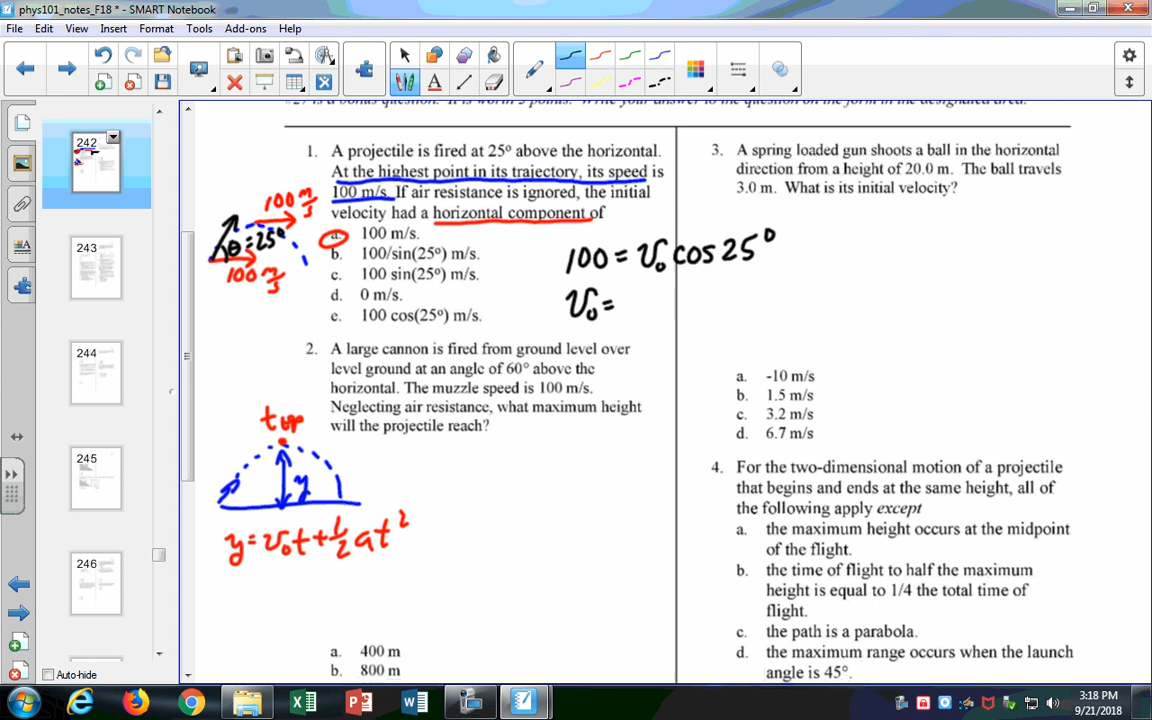 phys101_notes_F18 * - SMART Notebook
File Edit View Insert Format Tools Add-ons Help
242
243
244
245
246
Auto-hide
1. A projectile is fired at 25° above the horizontal.
At the highest point in its trajectory, its speed is
100 m/s. If air resistance is ignored, the initial
velocity had a horizontal component of
a. 100 m/s.
b. 100/sin(25°) m/s.
c. 100 sin(25°) m/s.
d. 0 m/s.
e. 100 cos(25°) m/s.
100 m/s
θ = 25°
100 m/s
100 = v₀ cos 25°
v₀ =
2. A large cannon is fired from ground level over
level ground at an angle of 60° above the
horizontal. The muzzle speed is 100 m/s.
Neglecting air resistance, what maximum height
will the projectile reach?
t top
y
y = v₀t + 1/2 at²
a. 400 m
b. 800 m
3. A spring loaded gun shoots a ball in the horizontal
direction from a height of 20.0 m. The ball travels
3.0 m. What is its initial velocity?
a. -10 m/s
b. 1.5 m/s
c. 3.2 m/s
d. 6.7 m/s
4. For the two-dimensional motion of a projectile
that begins and ends at the same height, all of
the following apply except
a. the maximum height occurs at the midpoint
of the flight.
b. the time of flight to half the maximum
height is equal to 1/4 the total time of
flight.
c. the path is a parabola.
d. the maximum range occurs when the launch
angle is 45°.
3:18 PM
9/21/2018